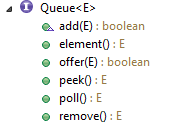 Queue<E>
add(E) : boolean
element() : E
offer(E) : boolean
peek() : E
poll() : E
remove() : E